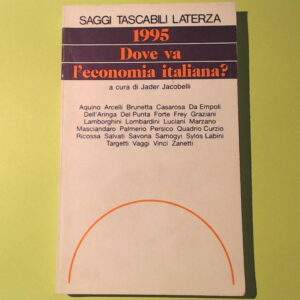 SAGGI TASCABILI LATERZA
1995
Dove va
l'economia italiana?
a cura di Jader Jacobelli
Aquino Arcelli Brunetta Casarosa Da Empoli
Dell'Aringa Del Punta Forte Frey Graziani
Lamborghini Lombardini Luciani Marzano
Masciandaro Palmerio Persico Quadrio Curzio
Ricossa Salvati Savona Samogyi Sylos Labini
Targetti Vaggi Vinci Zanetti